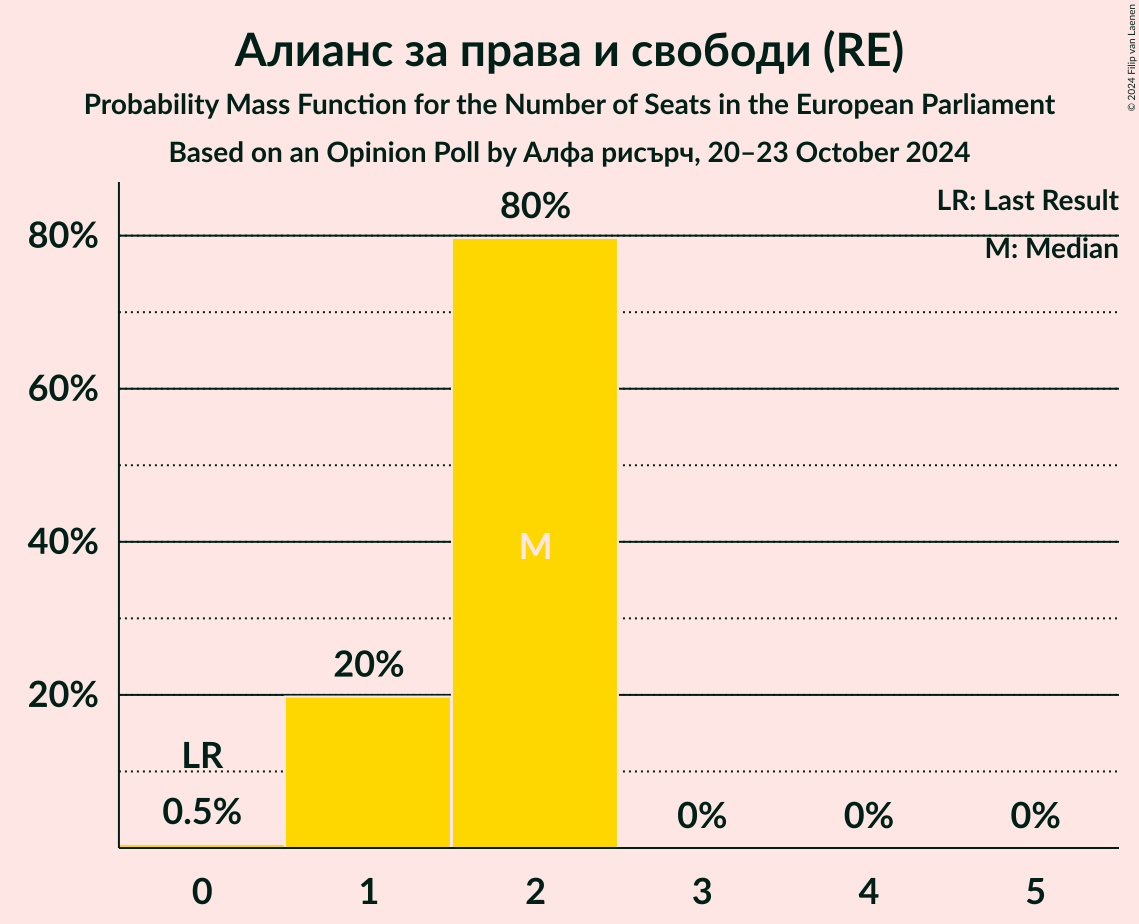 Алианс за права и свободи (RE)
Probability Mass Function for the Number of Seats in the European Parliament
Based on an Opinion Poll by Алфа рисърч, 20–23 October 2024
© 2024 Filip van Laenen
LR: Last Result
M: Median
80%
60%
40%
20%
LR
0.5%
20%
80%
M
0%
0%
0%
0
1
2
3
4
5